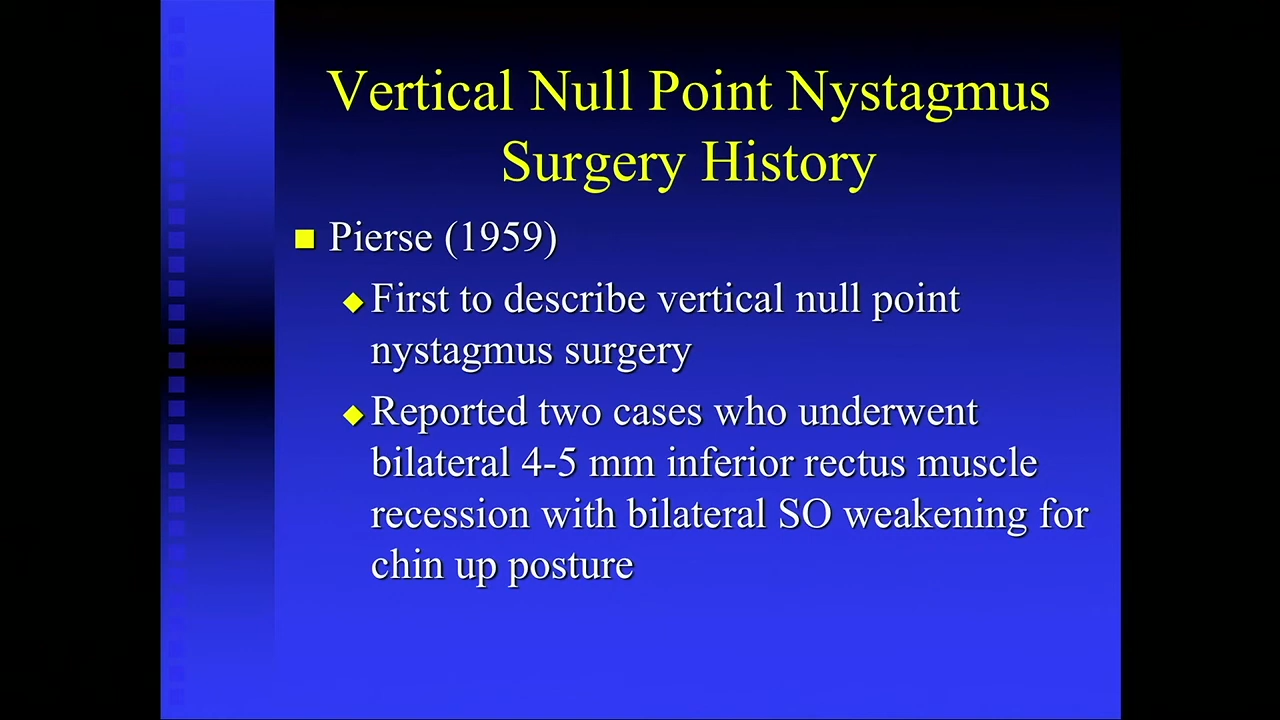 Vertical Null Point Nystagmus
Surgery History
Pierse (1959)
First to describe vertical null point
nystagmus surgery
Reported two cases who underwent
bilateral 4-5 mm inferior rectus muscle
recession with bilateral SO weakening for
chin up posture